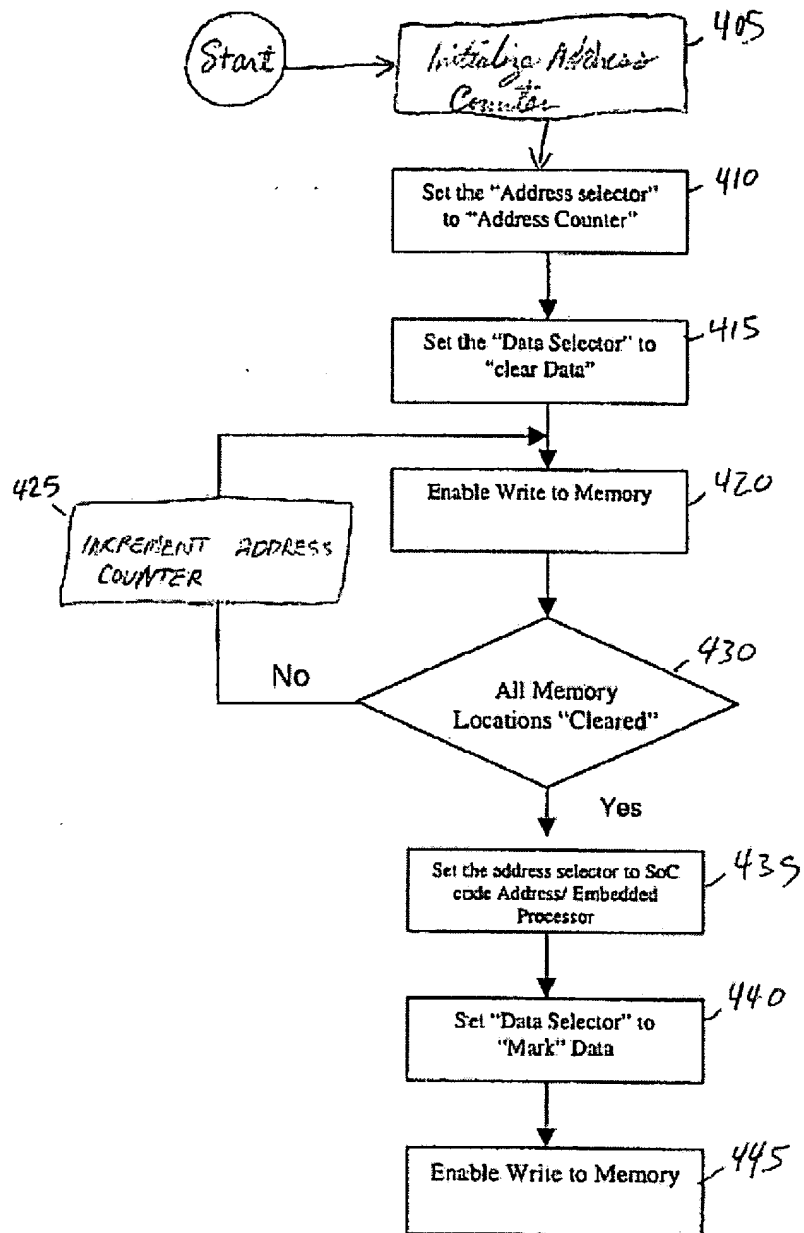 405
Start
Initialize Address
Counter
410
Set the "Address selector"
to "Address Counter"
415
Set the "Data Selector" to
"clear Data"
425
420
Enable Write to Memory
INCREMENT ADDRESS
COUNTER
430
No
All Memory
Locations "Cleared"
Yes
435
Set the address selector to SoC
code Address/ Embedded
Processor
440
Set "Data Selector" to
"Mark" Data
445
Enable Write to Memory